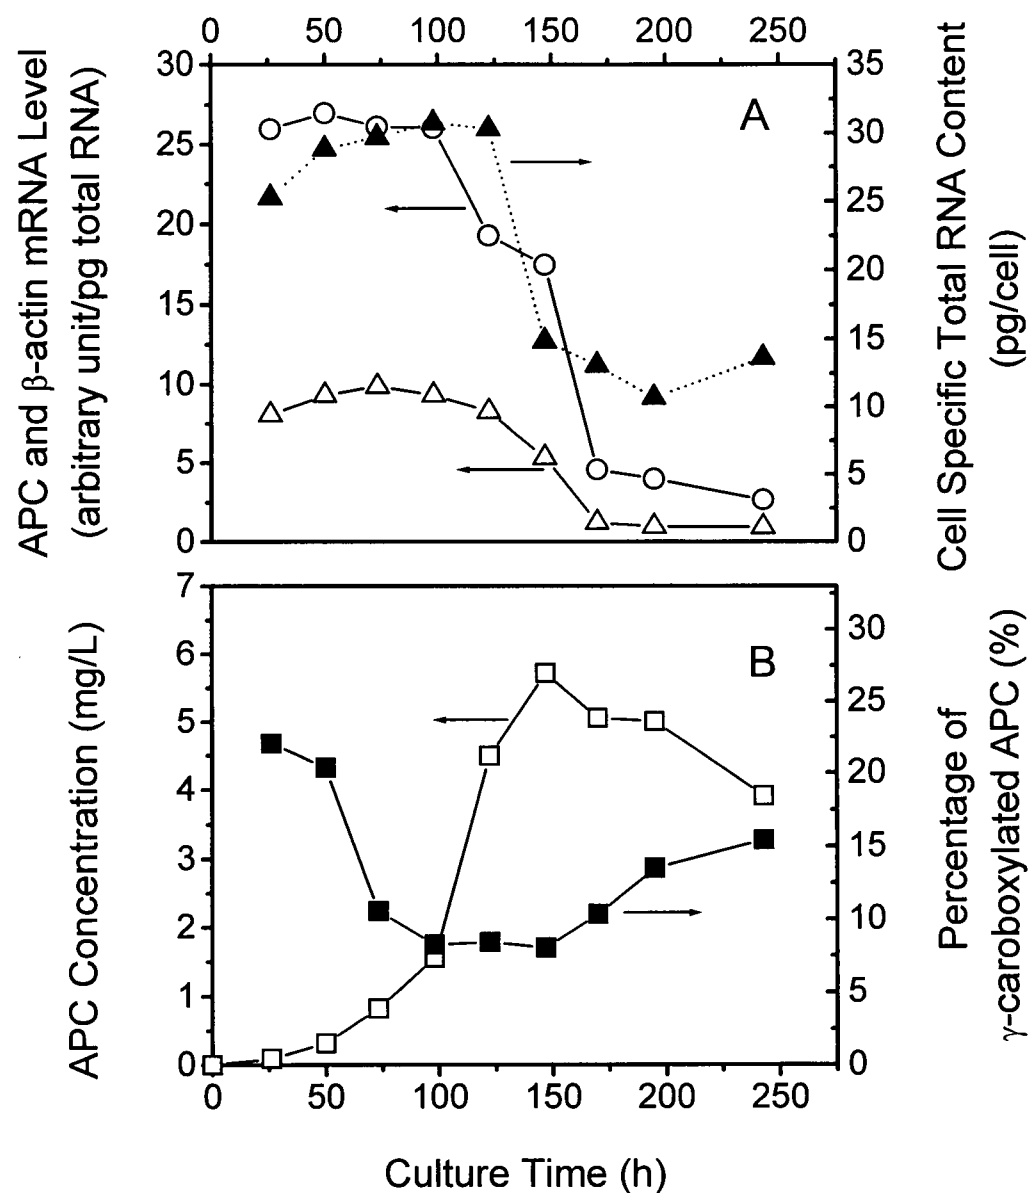 0 50 100 150 200 250
30 25 20 15 10 5 0
APC and β-actin mRNA Level
(arbitrary unit/pg total RNA)
A
35 30 25 20 15 10 5 0
Cell Specific Total RNA Content
(pg/cell)
7 6 5 4 3 2 1 0
APC Concentration (mg/L)
B
30 25 20 15 10 5 0
Percentage of
γ-caroboxylated APC (%)
0 50 100 150 200 250
Culture Time (h)